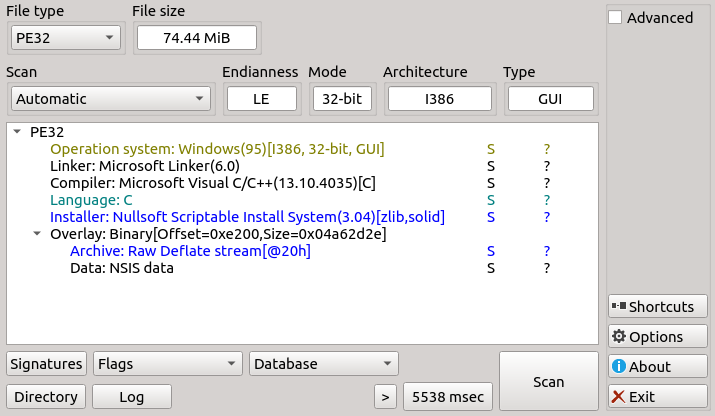 File type File size
PE32 74.44 MiB
Advanced
Scan Endianness Mode Architecture Type
Automatic LE 32-bit I386 GUI
PE32
Operation system: Windows(95)[I386, 32-bit, GUI] S ?
Linker: Microsoft Linker(6.0) S ?
Compiler: Microsoft Visual C/C++(13.10.4035)[C] S ?
Language: C S ?
Installer: Nullsoft Scriptable Install System(3.04)[zlib,solid] S ?
Overlay: Binary[Offset=0xe200,Size=0x04a62d2e]
Archive: Raw Deflate stream[@20h] S ?
Data: NSIS data S ?
Shortcuts
Options
About
Exit
Signatures Flags Database Scan
Directory Log > 5538 msec